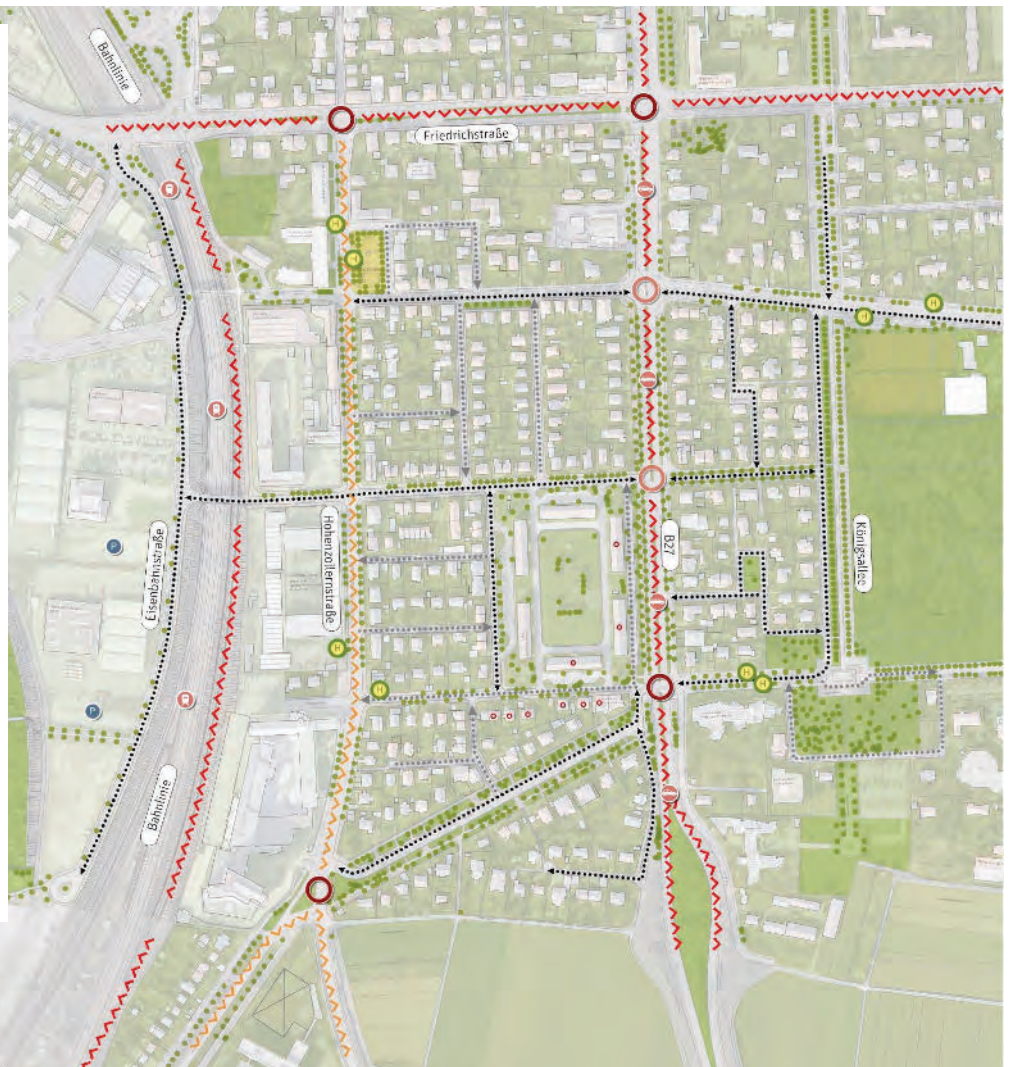 Bahnlinie
Friedrichstraße
H
H
H
H
Eisenbahnstraße
Hohenzollernstraße
B27
Königsallee
P
H
H
H
H
P
Bahnlinie